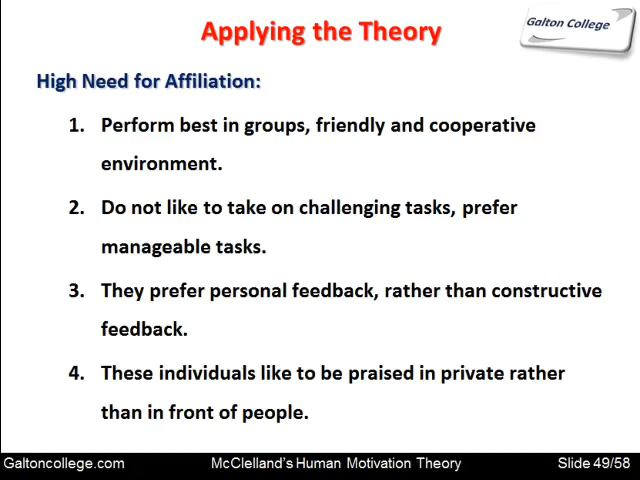 Applying the Theory
Galton College
High Need for Affiliation:
1. Perform best in groups, friendly and cooperative
environment.
2. Do not like to take on challenging tasks, prefer
manageable tasks.
3. They prefer personal feedback, rather than constructive
feedback.
4. These individuals like to be praised in private rather
than in front of people.
Galtoncollege.com McClelland's Human Motivation Theory Slide 49/58